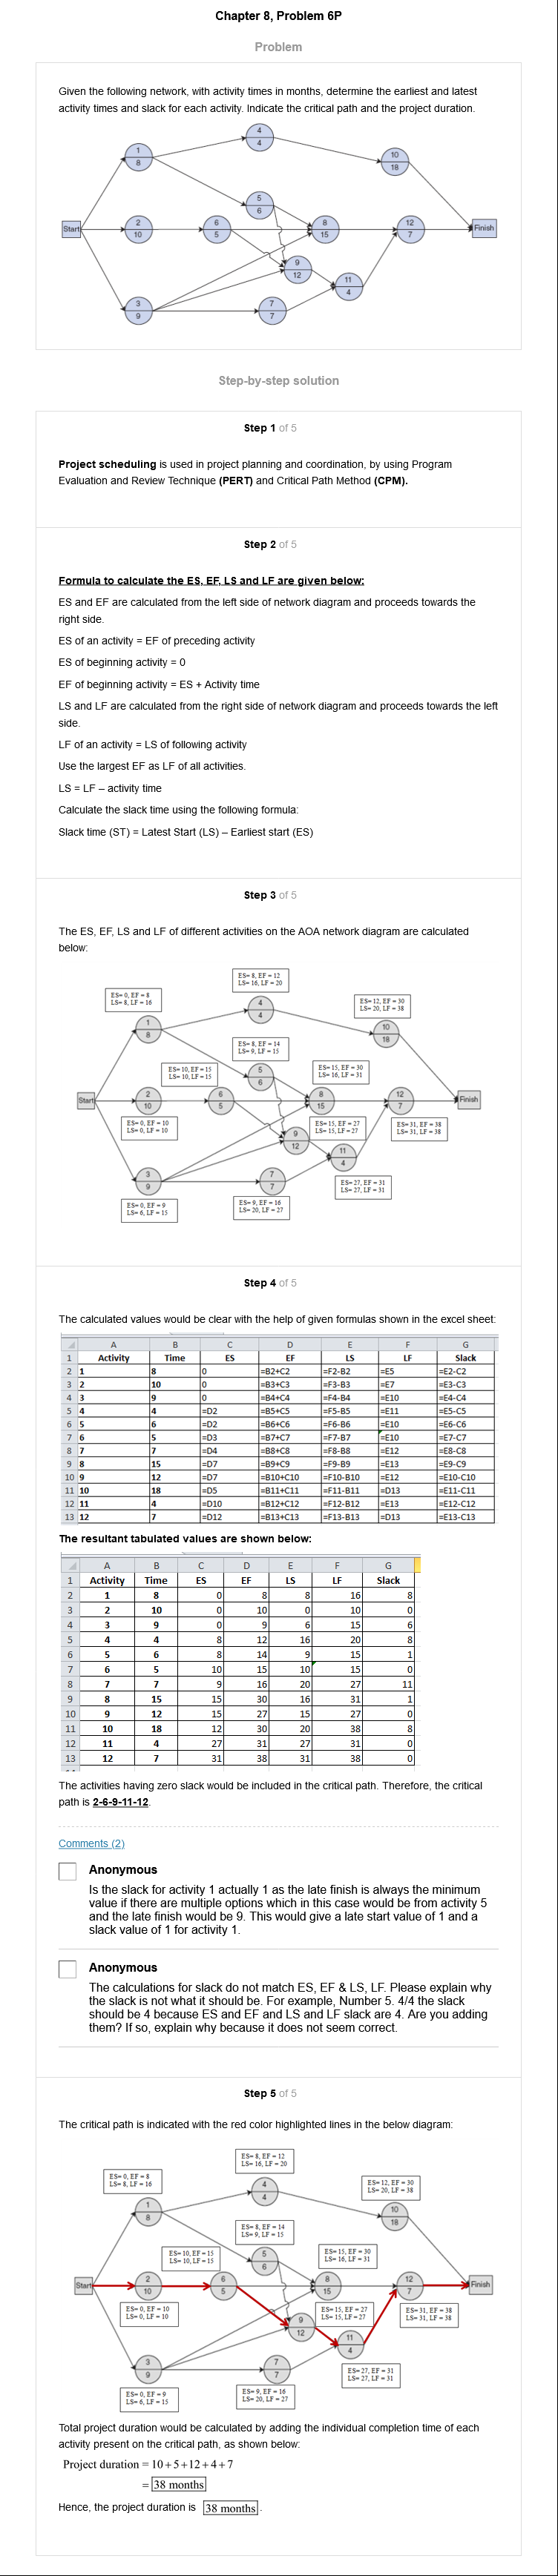 Chapter 8, Problem 6P
Problem
Given the following network, with activity times in months, determine the earliest and latest
activity times and slack for each activity. Indicate the critical path and the project duration.
4
4
1
8
10
18
5
6
Start
2
10
6
5
8
15
12
7
Finish
9
12
11
4
3
9
7
7
Step-by-step solution
Step 1 of 5
Project scheduling is used in project planning and coordination, by using Program
Evaluation and Review Technique (PERT) and Critical Path Method (CPM).
Step 2 of 5
Formula to calculate the ES, EF, LS and LF are given below:
ES and EF are calculated from the left side of network diagram and proceeds towards the
right side.
ES of an activity = EF of preceding activity
ES of beginning activity = 0
EF of beginning activity = ES + Activity time
LS and LF are calculated from the right side of network diagram and proceeds towards the left
side.
LF of an activity = LS of following activity
Use the largest EF as LF of all activities.
LS = LF – activity time
Calculate the slack time using the following formula:
Slack time (ST) = Latest Start (LS) – Earliest start (ES)
Step 3 of 5
The ES, EF, LS and LF of different activities on the AOA network diagram are calculated
below:
ES= 8, EF = 12
LS= 16, LF = 20
ES= 0, EF = 8
LS= 8, LF = 16
ES= 12, EF = 30
LS= 20, LF = 38
4
4
1
8
10
18
ES= 8, EF = 14
LS= 9, LF = 15
ES= 10, EF = 15
LS= 10, LF = 15
ES= 15, EF = 30
LS= 16, LF = 31
5
6
Start
2
10
6
5
8
15
12
7
Finish
ES= 0, EF = 10
LS= 0, LF = 10
ES= 15, EF = 27
LS= 15, LF = 27
ES= 31, EF = 38
LS= 31, LF = 38
9
12
11
4
3
9
7
7
ES= 27, EF = 31
LS= 27, LF = 31
ES= 0, EF = 9
LS= 6, LF = 15
ES= 9, EF = 16
LS= 20, LF = 27
Step 4 of 5
The calculated values would be clear with the help of given formulas shown in the excel sheet:
A B C D E F G
1 Activity Time ES EF LS LF Slack
2 1 8 0 =B2+C2 =F2-B2 =E5 =E2-C2
3 2 10 0 =B3+C3 =F3-B3 =E7 =E3-C3
4 3 9 0 =B4+C4 =F4-B4 =E10 =E4-C4
5 4 4 =D2 =B5+C5 =F5-B5 =E11 =E5-C5
6 5 6 =D2 =B6+C6 =F6-B6 =E10 =E6-C6
7 6 5 =D3 =B7+C7 =F7-B7 =E10 =E7-C7
8 7 7 =D4 =B8+C8 =F8-B8 =E12 =E8-C8
9 8 15 =D7 =B9+C9 =F9-B9 =E13 =E9-C9
10 9 12 =D7 =B10+C10 =F10-B10 =E12 =E10-C10
11 10 18 =D5 =B11+C11 =F11-B11 =D13 =E11-C11
12 11 4 =D10 =B12+C12 =F12-B12 =E13 =E12-C12
13 12 7 =D12 =B13+C13 =F13-B13 =D13 =E13-C13
The resultant tabulated values are shown below:
A B C D E F G
1 Activity Time ES EF LS LF Slack
2 1 8 0 8 8 16 8
3 2 10 0 10 0 10 0
4 3 9 0 9 6 15 6
5 4 4 8 12 16 20 8
6 5 6 8 14 9 15 1
7 6 5 10 15 10 15 0
8 7 7 9 16 20 27 11
9 8 15 15 30 16 31 1
10 9 12 15 27 15 27 0
11 10 18 12 30 20 38 8
12 11 4 27 31 27 31 0
13 12 7 31 38 31 38 0
The activities having zero slack would be included in the critical path. Therefore, the critical
path is 2-6-9-11-12.
Comments (2)
Anonymous
Is the slack for activity 1 actually 1 as the late finish is always the minimum
value if there are multiple options which in this case would be from activity 5
and the late finish would be 9. This would give a late start value of 1 and a
slack value of 1 for activity 1.
Anonymous
The calculations for slack do not match ES, EF & LS, LF. Please explain why
the slack is not what it should be. For example, Number 5. 4/4 the slack
should be 4 because ES and EF and LS and LF slack are 4. Are you adding
them? If so, explain why because it does not seem correct.
Step 5 of 5
The critical path is indicated with the red color highlighted lines in the below diagram:
ES= 8, EF = 12
LS= 16, LF = 20
ES= 0, EF = 8
LS= 8, LF = 16
ES= 12, EF = 30
LS= 20, LF = 38
4
4
1
8
10
18
ES= 8, EF = 14
LS= 9, LF = 15
ES= 10, EF = 15
LS= 10, LF = 15
ES= 15, EF = 30
LS= 16, LF = 31
5
6
Start
2
10
6
5
8
15
12
7
Finish
ES= 0, EF = 10
LS= 0, LF = 10
ES= 15, EF = 27
LS= 15, LF = 27
ES= 31, EF = 38
LS= 31, LF = 38
9
12
11
4
3
9
7
7
ES= 27, EF = 31
LS= 27, LF = 31
ES= 0, EF = 9
LS= 6, LF = 15
ES= 9, EF = 16
LS= 20, LF = 27
Total project duration would be calculated by adding the individual completion time of each
activity present on the critical path, as shown below:
Project duration = 10+5+12+4+7
= 38 months
Hence, the project duration is 38 months.